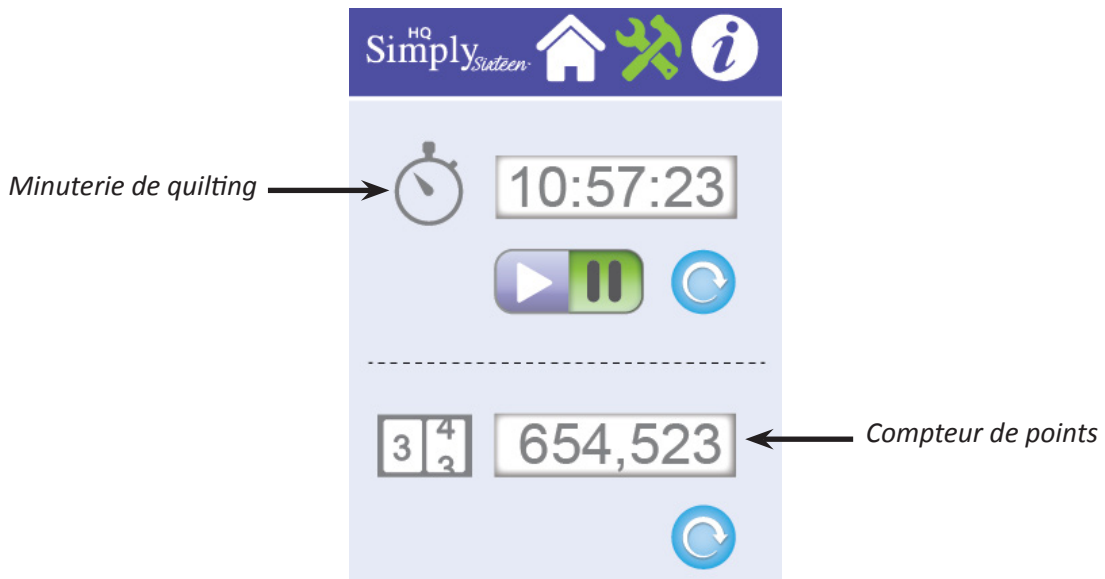 HQ
Simply Sixteen
i
Minuterie de quilting
10:57:23
3 4
3
654,523
Compteur de points